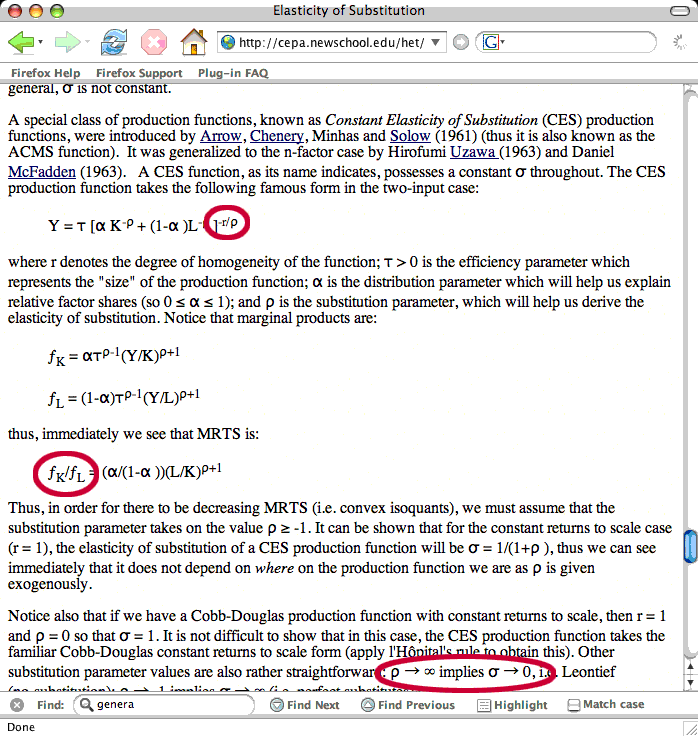 Elasticity of Substitution
http://cepa.newschool.edu/het/
G
Firefox Help Firefox Support Plug-in FAQ
general, σ is not constant.
A special class of production functions, known as Constant Elasticity of Substitution (CES) production
functions, were introduced by Arrow, Chenery, Minhas and Solow (1961) (thus it is also known as the
ACMS function). It was generalized to the n-factor case by Hirofumi Uzawa (1963) and Daniel
McFadden (1963). A CES function, as its name indicates, possesses a constant σ throughout. The CES
production function takes the following famous form in the two-input case:
Y = τ [α K^-ρ + (1-α )L^- ]^-r/ρ
where r denotes the degree of homogeneity of the function; τ > 0 is the efficiency parameter which
represents the "size" of the production function; α is the distribution parameter which will help us explain
relative factor shares (so 0 ≤ α ≤ 1); and ρ is the substitution parameter, which will help us derive the
elasticity of substitution. Notice that marginal products are:
f_K = ατ^ρ-1(Y/K)^ρ+1
f_L = (1-α)τ^ρ-1(Y/L)^ρ+1
thus, immediately we see that MRTS is:
f_K/f_L = (α/(1-α ))(L/K)^ρ+1
Thus, in order for there to be decreasing MRTS (i.e. convex isoquants), we must assume that the
substitution parameter takes on the value ρ ≥ -1. It can be shown that for the constant returns to scale case
(r = 1), the elasticity of substitution of a CES production function will be σ = 1/(1+ρ ), thus we can see
immediately that it does not depend on where on the production function we are as ρ is given
exogenously.
Notice also that if we have a Cobb-Douglas production function with constant returns to scale, then r = 1
and ρ = 0 so that σ = 1. It is not difficult to show that in this case, the CES production function takes the
familiar Cobb-Douglas constant returns to scale form (apply l'Hôpital's rule to obtain this). Other
substitution parameter values are also rather straightforward: ρ → ∞ implies σ → 0, i.e. Leontief
(no substitution); ρ → -1 implies σ → ∞ (i.e. perfect substitutes
Find: genera Find Next Find Previous Highlight Match case
Done